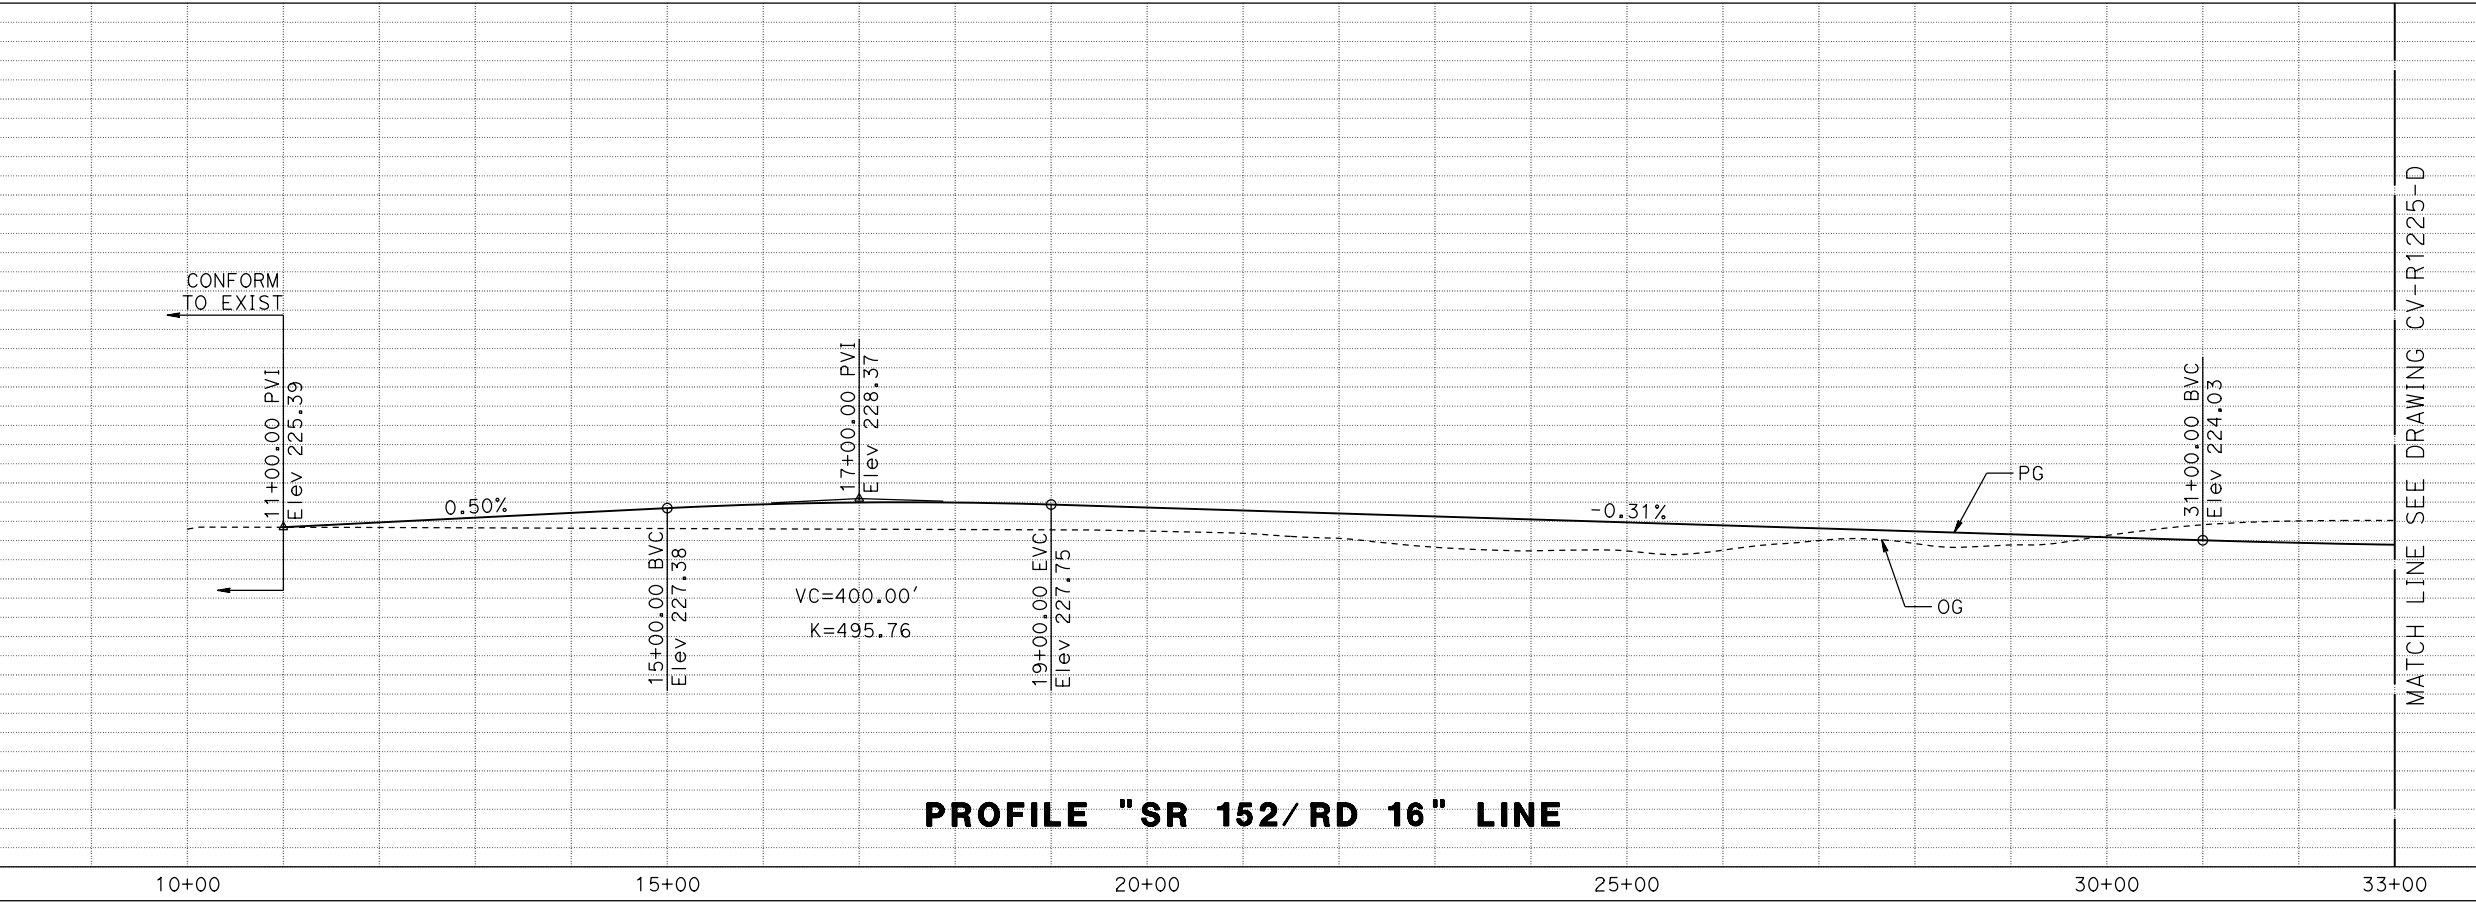 CONFORM
TO EXIST
11+00.00 PVI
Elev 225.39
0.50%
15+00.00 BVC
Elev 227.38
17+00.00 PVI
Elev 228.37
VC=400.00'
K=495.76
19+00.00 EVC
Elev 227.75
-0.31%
PG
OG
31+00.00 BVC
Elev 224.03
MATCH LINE SEE DRAWING CV-R1225-D
PROFILE "SR 152/RD 16" LINE
10+00
15+00
20+00
25+00
30+00
33+00